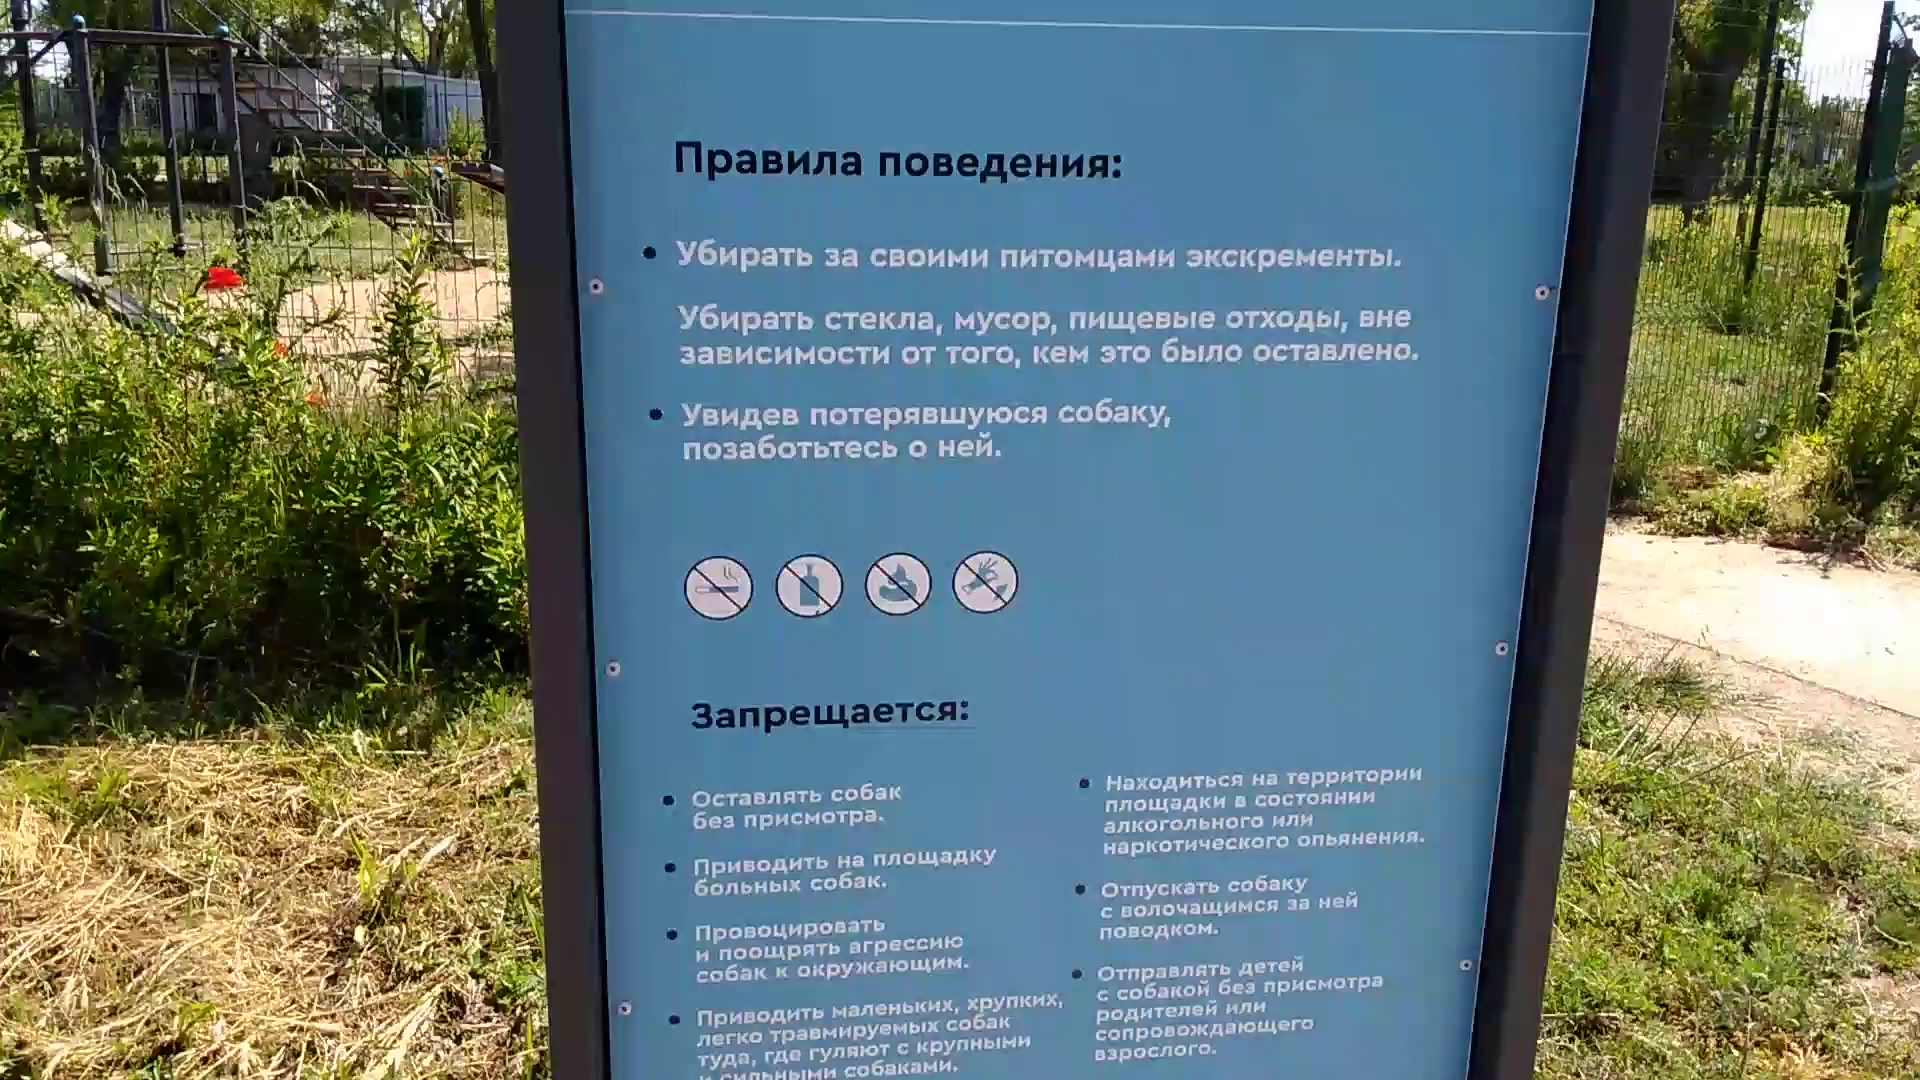 Правила поведения:
Убирать за своими питомцами экскременты.
Убирать стекла, мусор, пищевые отходы, вне
зависимости от того, кем это было оставлено.
Увидев потерявшуюся собаку,
позаботьтесь о ней.
Запрещается:
Оставлять собак
без присмотра.
Приводить на площадку
больных собак.
Провоцировать
и поощрять агрессию
собак к окружающим.
Приводить маленьких, хрупких,
легко травмируемых собак
туда, где гуляют с крупными
и сильными собаками.
Находиться на территории
площадки в состоянии
алкогольного или
наркотического опьянения.
Отпускать собаку
с волочащимся за ней
поводком.
Отправлять детей
с собакой без присмотра
родителей или
сопровождающего
взрослого.